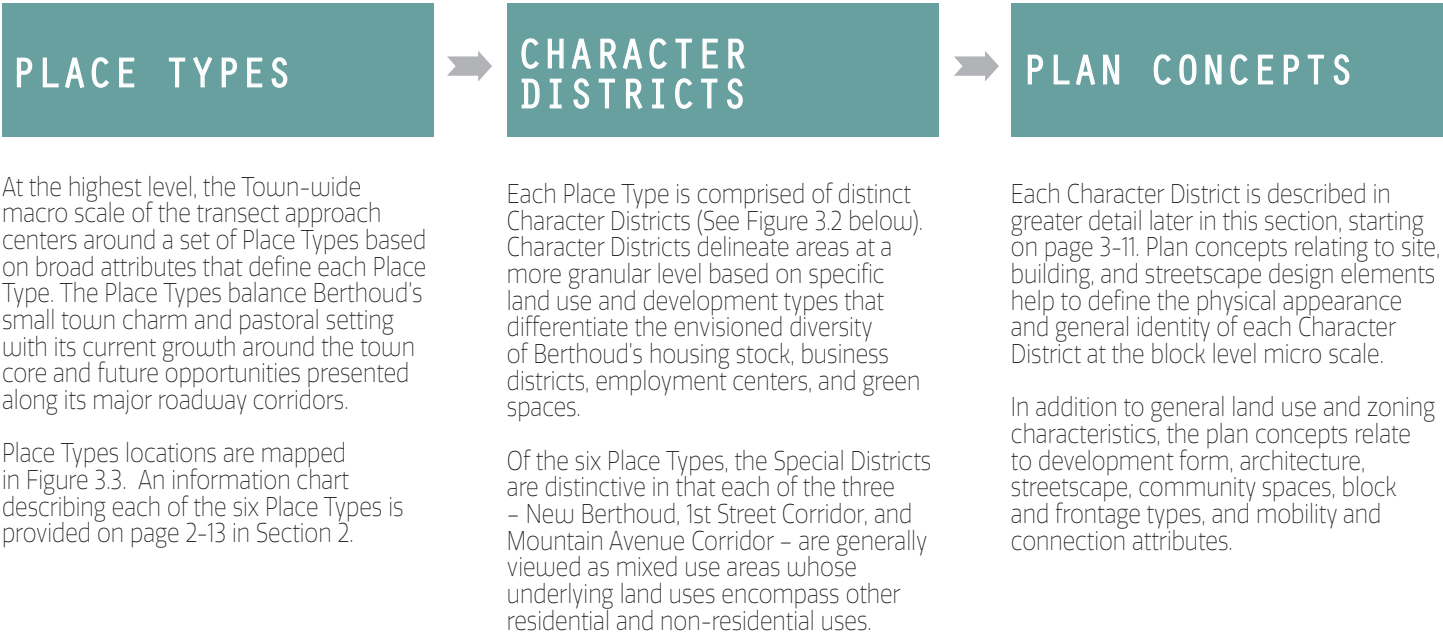 PLACE TYPES
At the highest level, the Town-wide
macro scale of the transect approach
centers around a set of Place Types based
on broad attributes that define each Place
Type. The Place Types balance Berthoud's
small town charm and pastoral setting
with its current growth around the town
core and future opportunities presented
along its major roadway corridors.
Place Types locations are mapped
in Figure 3.3. An information chart
describing each of the six Place Types is
provided on page 2-13 in Section 2.
CHARACTER
DISTRICTS
Each Place Type is comprised of distinct
Character Districts (See Figure 3.2 below).
Character Districts delineate areas at a
more granular level based on specific
land use and development types that
differentiate the envisioned diversity
of Berthoud's housing stock, business
districts, employment centers, and green
spaces.
Of the six Place Types, the Special Districts
are distinctive in that each of the three
– New Berthoud, 1st Street Corridor, and
Mountain Avenue Corridor – are generally
viewed as mixed use areas whose
underlying land uses encompass other
residential and non-residential uses.
PLAN CONCEPTS
Each Character District is described in
greater detail later in this section, starting
on page 3-11. Plan concepts relating to site,
building, and streetscape design elements
help to define the physical appearance
and general identity of each Character
District at the block level micro scale.
In addition to general land use and zoning
characteristics, the plan concepts relate
to development form, architecture,
streetscape, community spaces, block
and frontage types, and mobility and
connection attributes.